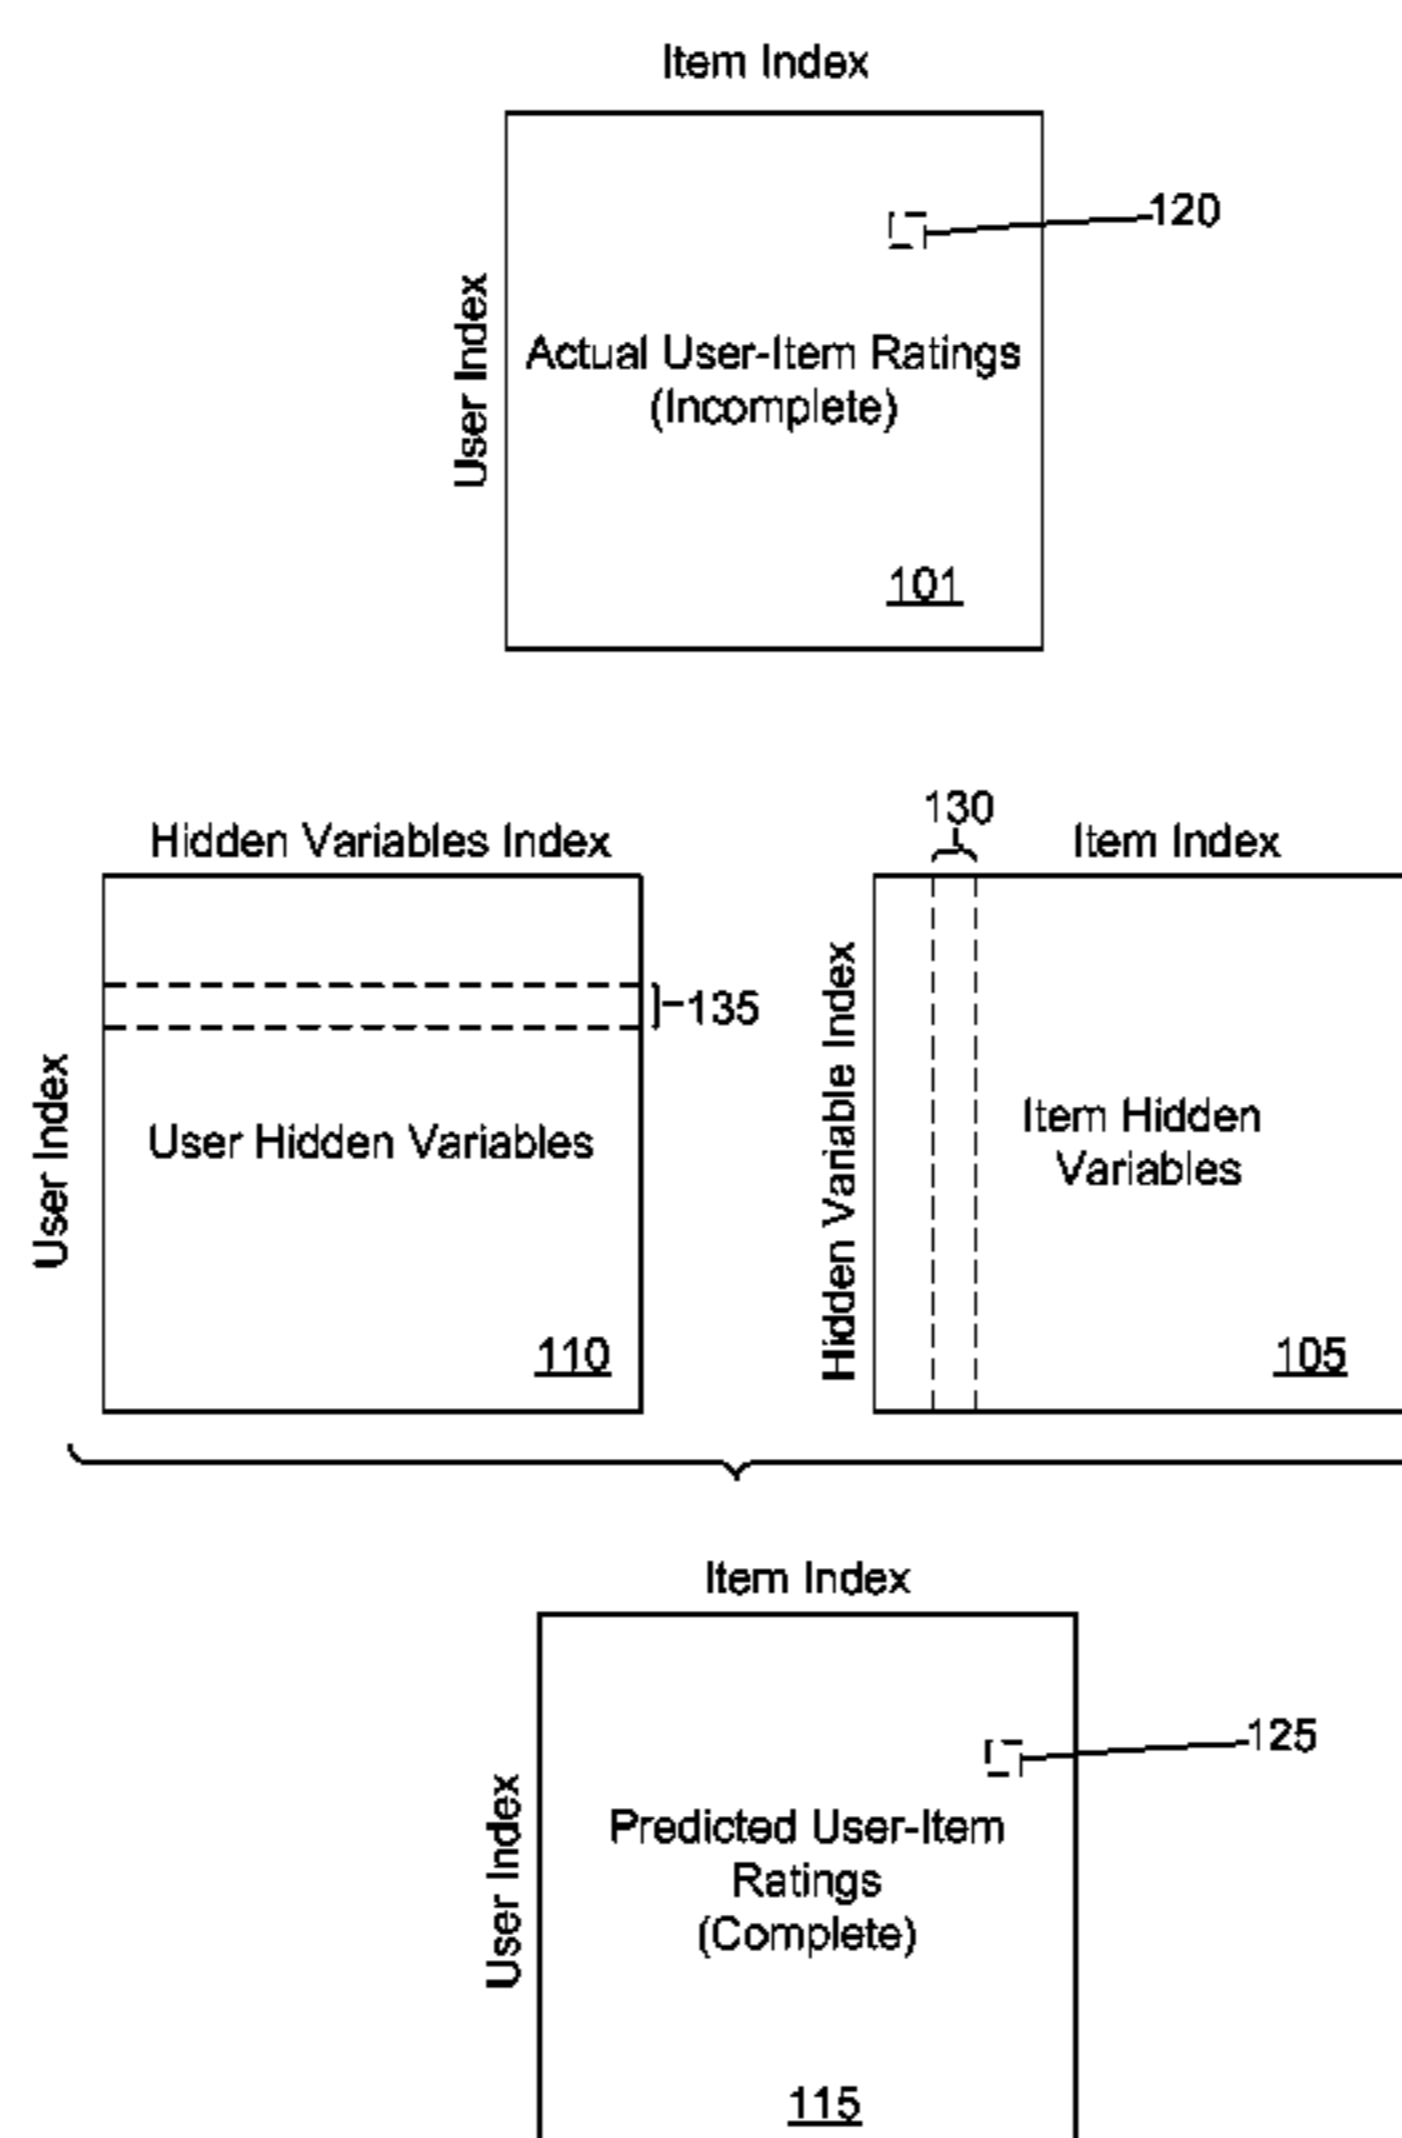 Item Index
120
User Index
Actual User-Item Ratings
(Incomplete)
101
130
Hidden Variables Index
Item Index
135
User Index
User Hidden Variables
110
Hidden Variable Index
Item Hidden
Variables
105
Item Index
125
User Index
Predicted User-Item
Ratings
(Complete)
115